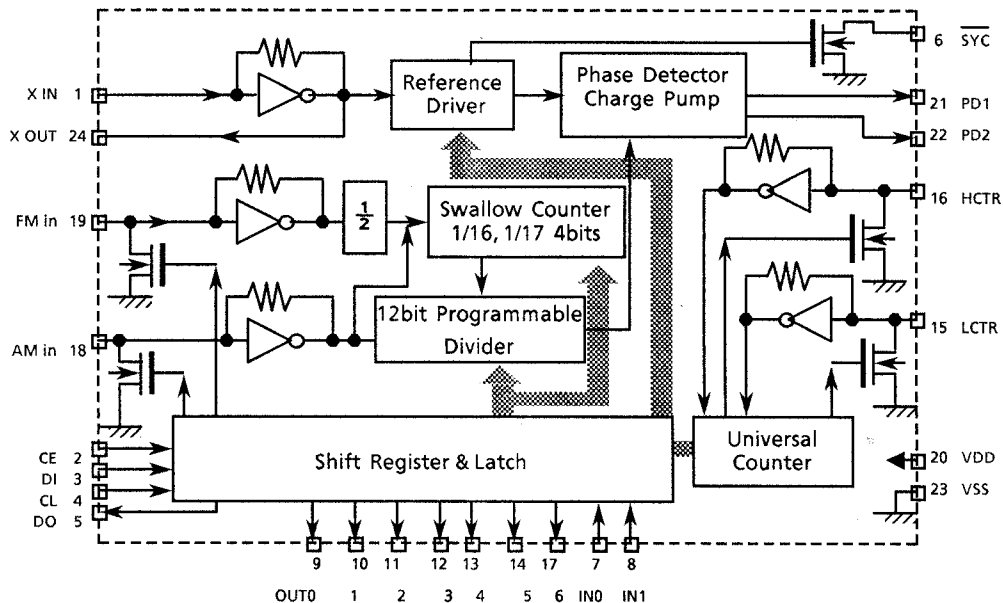 6 SYC
Reference
Driver
Phase Detector
Charge Pump
X IN 1
21 PD1
X OUT 24
22 PD2
16 HCTR
FM in 19
1
2
Swallow Counter
1/16, 1/17 4bits
12bit Programmable
Divider
15 LCTR
AM in 18
Shift Register & Latch
Universal
Counter
CE 2
DI 3
CL 4
DO 5
20 VDD
23 VSS
9 10 11 12 13 14 17 7 8
OUT0 1 2 3 4 5 6 IN0 IN1